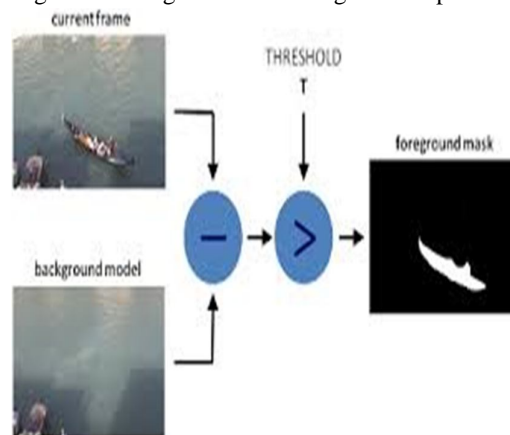 current frame
THRESHOLD
T
foreground mask
background model